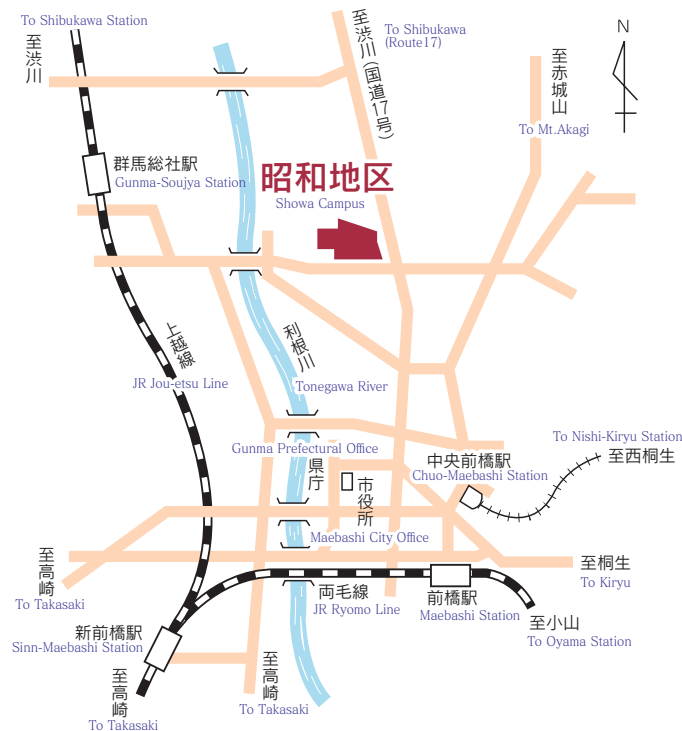 To Shibukawa Station
至渋川
至渋川(国道17号)
To Shibukawa
(Route17)
N
至赤城山
To Mt.Akagi
群馬総社駅
Gunma-Soujya Station
昭和地区
Showa Campus
上越線
JR Jou-etsu Line
利根川
Tonegawa River
Gunma Prefectural Office
県庁
市役所
Maebashi City Office
中央前橋駅
Chuo-Maebashi Station
To Nishi-Kiryu Station
至西桐生
至高崎
To Takasaki
両毛線
JR Ryomo Line
前橋駅
Maebashi Station
至桐生
To Kiryu
至小山
To Oyama Station
新前橋駅
Sinn-Maebashi Station
至高崎
To Takasaki
至高崎
To Takasaki